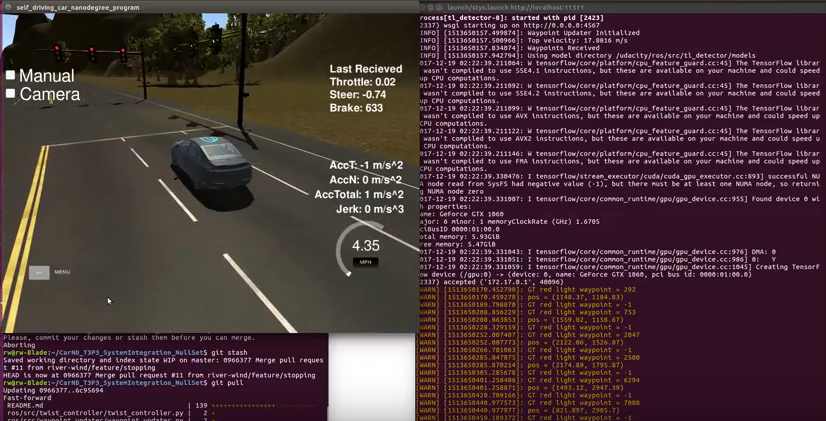 self_driving_car_nanodegree_program
Manual
Camera
Last Recieved
Throttle: 0.02
Steer: -0.74
Brake: 633
AccT: -1 m/s^2
AccN: 0 m/s^2
AccTotal: 1 m/s^2
Jerk: 0 m/s^3
4.35
MPH
MENU
Please, commit your changes or stash them before you can merge.
Aborting
rw@rw-Blade:~/CarND_T3P3_SystemIntegration_NullSet$ git stash
Saved working directory and index state WIP on master: 0966377 Merge pull reques
t #11 from river-wind/feature/stopping
HEAD is now at 0966377 Merge pull request #11 from river-wind/feature/stopping
rw@rw-Blade:~/CarND_T3P3_SystemIntegration_NullSet$ git pull
Updating 0966377..6c95694
Fast-forward
README.md | 139 ++++++++++++++
ros/src/twist_controller/twist_controller.py | 2 +
/launch/styx.launch http://localhost:11311
rocess[tl_detector-8]: started with pid [2423]
2423) wsgi starting up on http://0.0.0.0:4567
INFO] [1513650157.499874]: Waypoint Updater Initialized
INFO] [1513650157.500966]: Top velocity: 17.8816 m/s
INFO] [1513650157.834074]: Waypoints Received
INFO] [1513650157.942794]: Using model directory /udacity/ros/src/tl_detector/models
017-12-19 02:22:39.211064: W tensorflow/core/platform/cpu_feature_guard.cc:45] The TensorFlow librar
wasn't compiled to use SSE4.1 instructions, but these are available on your machine and could speed
up CPU computations.
017-12-19 02:22:39.211092: W tensorflow/core/platform/cpu_feature_guard.cc:45] The TensorFlow librar
wasn't compiled to use SSE4.2 instructions, but these are available on your machine and could speed
up CPU computations.
017-12-19 02:22:39.211099: W tensorflow/core/platform/cpu_feature_guard.cc:45] The TensorFlow librar
wasn't compiled to use AVX instructions, but these are available on your machine and could speed up
CPU computations.
017-12-19 02:22:39.211122: W tensorflow/core/platform/cpu_feature_guard.cc:45] The TensorFlow librar
wasn't compiled to use AVX2 instructions, but these are available on your machine and could speed u
p CPU computations.
017-12-19 02:22:39.211146: W tensorflow/core/platform/cpu_feature_guard.cc:45] The TensorFlow librar
wasn't compiled to use FMA instructions, but these are available on your machine and could speed up
CPU computations.
017-12-19 02:22:39.330476: I tensorflow/stream_executor/cuda/cuda_gpu_executor.cc:893] successful NU
A node read from SysFS had negative value (-1), but there must be at least one NUMA node, so returni
ng NUMA node zero
017-12-19 02:22:39.331007: I tensorflow/core/common_runtime/gpu/gpu_device.cc:955] Found device 0 wi
h properties:
ame: GeForce GTX 1060
ajor: 6 minor: 1 memoryClockRate (GHz) 1.6705
ciBusID 0000:01:00.0
otal memory: 5.93GiB
ree memory: 5.47GiB
017-12-19 02:22:39.331043: I tensorflow/core/common_runtime/gpu/gpu_device.cc:976] DMA: 0
017-12-19 02:22:39.331051: I tensorflow/core/common_runtime/gpu/gpu_device.cc:986] 0: Y
017-12-19 02:22:39.331059: I tensorflow/core/common_runtime/gpu/gpu_device.cc:1045] Creating TensorF
ow device (/gpu:0) -> (device: 0, name: GeForce GTX 1060, pci bus id: 0000:01:00.0)
2337) accepted ('172.17.0.1', 40096)
WARN] [1513650170.452790]: GT red light waypoint = 292
WARN] [1513650170.459278]: pos = (1148.37, 1184.83)
WARN] [1513650189.798870]: GT red light waypoint = -1
WARN] [1513650208.856229]: GT red light waypoint = 753
WARN] [1513650208.863853]: pos = (1559.02, 1158.67)
WARN] [1513650228.329159]: GT red light waypoint = -1
WARN] [1513650252.007407]: GT red light waypoint = 2047
WARN] [1513650252.007773]: pos = (2122.06, 1526.87)
WARN] [1513650266.781063]: GT red light waypoint = -1
WARN] [1513650285.847875]: GT red light waypoint = 2580
WARN] [1513650285.870214]: pos = (2174.89, 1795.87)
WARN] [1513650305.285678]: GT red light waypoint = -1
WARN] [1513650401.258486]: GT red light waypoint = 6294
WARN] [1513650401.258871]: pos = (1493.12, 2947.39)
WARN] [1513650420.709166]: GT red light waypoint = -1
WARN] [1513650440.977573]: GT red light waypoint = 7008
WARN] [1513650440.977977]: pos = (821.897, 2905.7)
WARN] [1513650459.189372]: GT red light waypoint = -1